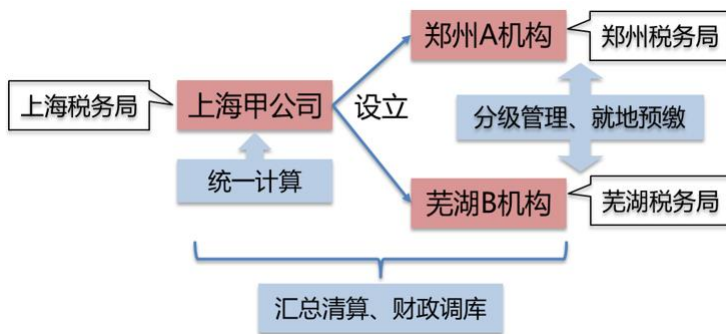 郑州A机构
郑州税务局
上海税务局
上海甲公司
设立
分级管理、就地预缴
统一计算
芜湖B机构
芜湖税务局
汇总清算、财政调库